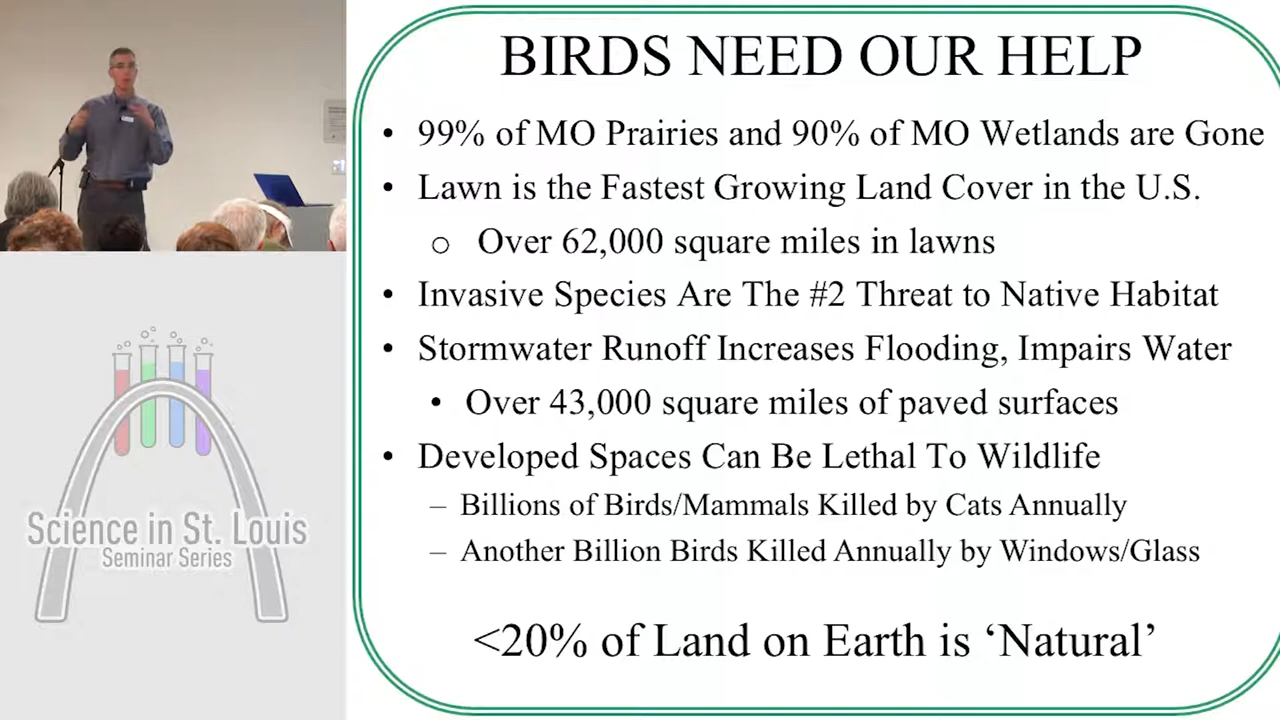 BIRDS NEED OUR HELP
• 99% of MO Prairies and 90% of MO Wetlands are Gone
• Lawn is the Fastest Growing Land Cover in the U.S.
o Over 62,000 square miles in lawns
• Invasive Species Are The #2 Threat to Native Habitat
• Stormwater Runoff Increases Flooding, Impairs Water
• Over 43,000 square miles of paved surfaces
• Developed Spaces Can Be Lethal To Wildlife
– Billions of Birds/Mammals Killed by Cats Annually
– Another Billion Birds Killed Annually by Windows/Glass
<20% of Land on Earth is ‘Natural’
Science in St. Louis
Seminar Series